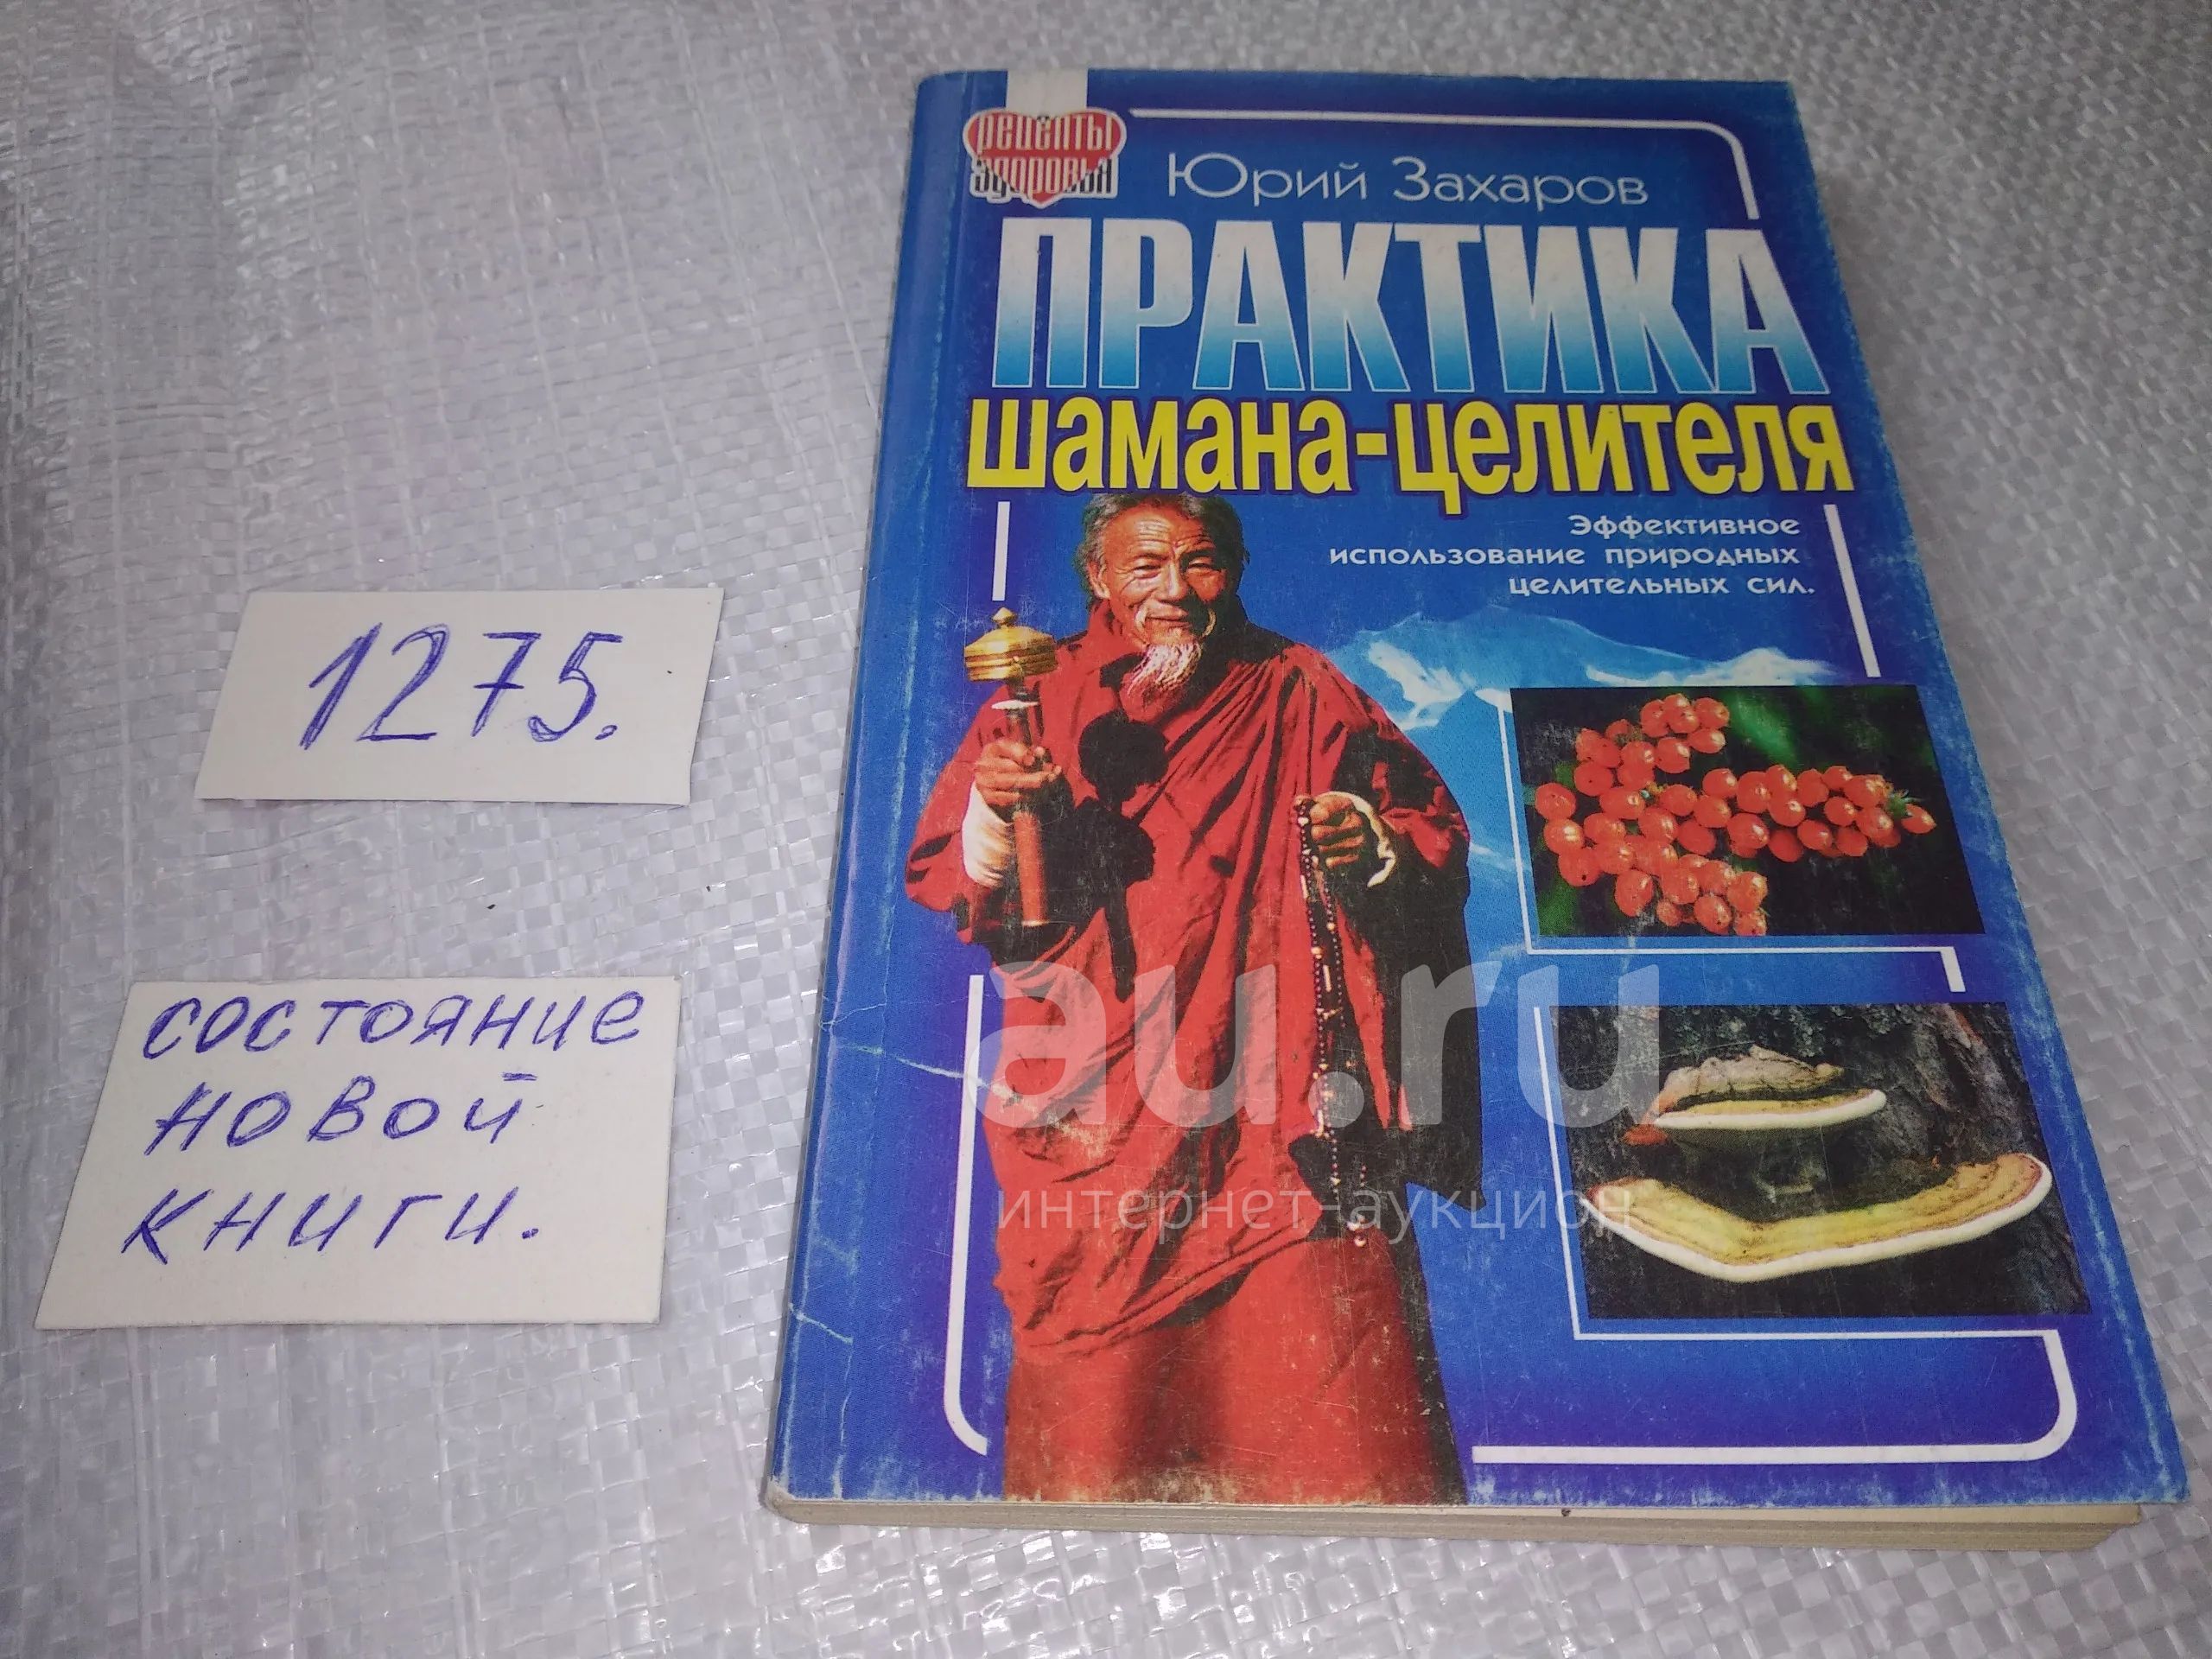 рецепты
здоровья
Юрий Захаров
ПРАКТИКА
шамана-целителя
Эффективное
использование природных
целительных сил.
1275.
состояние
новой
книги.
au.ru
интернет-аукцион